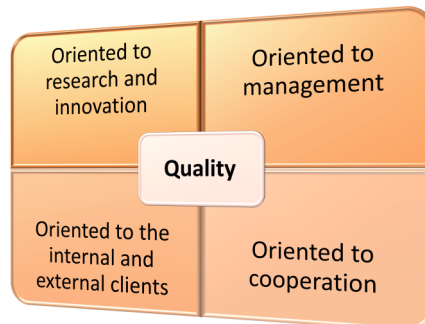 Oriented to
research and
innovation
Oriented to
management
Quality
Oriented to the
internal and
external clients
Oriented to
cooperation